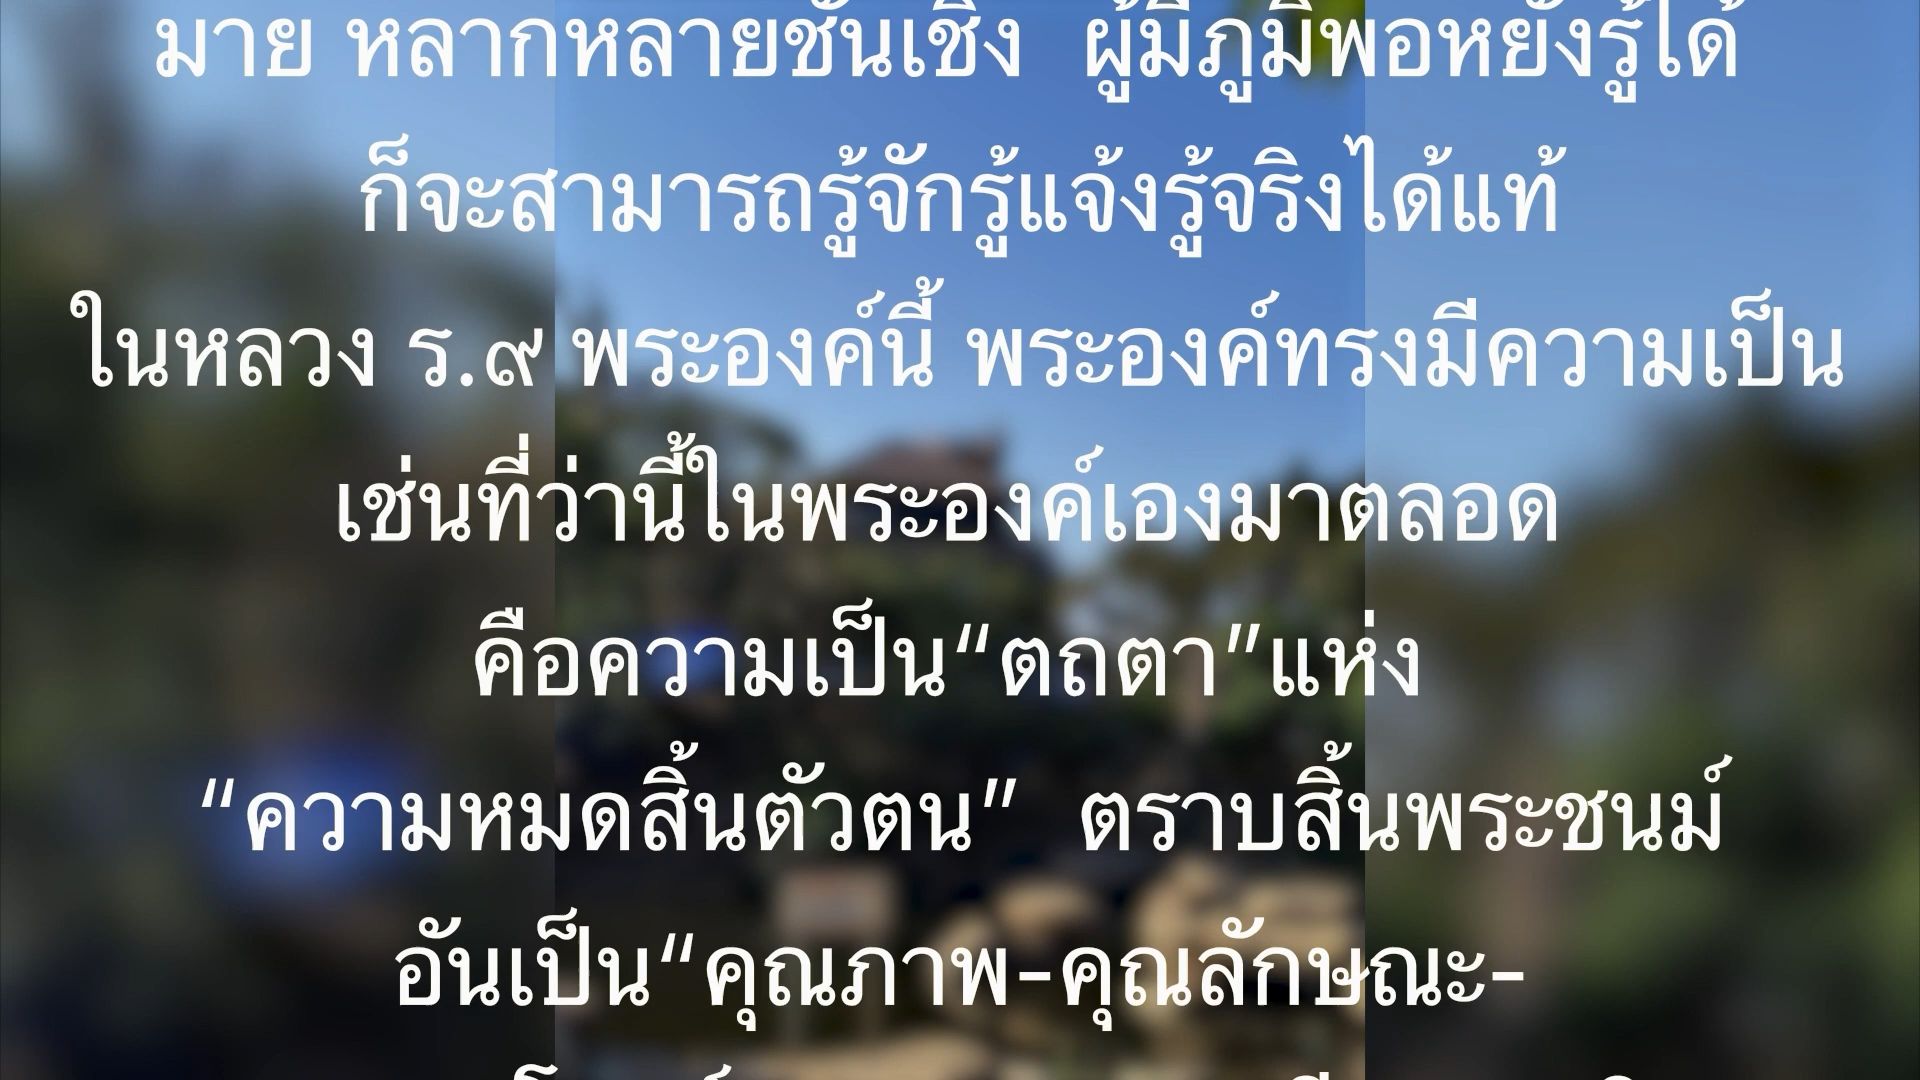 มาย หลากหลายชั้นเชิง ผู้มีภูมิพอหยั่งรู้ได้
ก็จะสามารถรู้จักรู้แจ้งรู้จริงได้แท้
ในหลวง ร.๙ พระองค์นี้ พระองค์ทรงมีความเป็น
เช่นที่ว่านี้ในพระองค์เองมาตลอด
คือความเป็น“ตถตา”แห่ง
“ความหมดสิ้นตัวตน” ตราบสิ้นพระชนม์
อันเป็น“คุณภาพ-คุณลักษณะ-